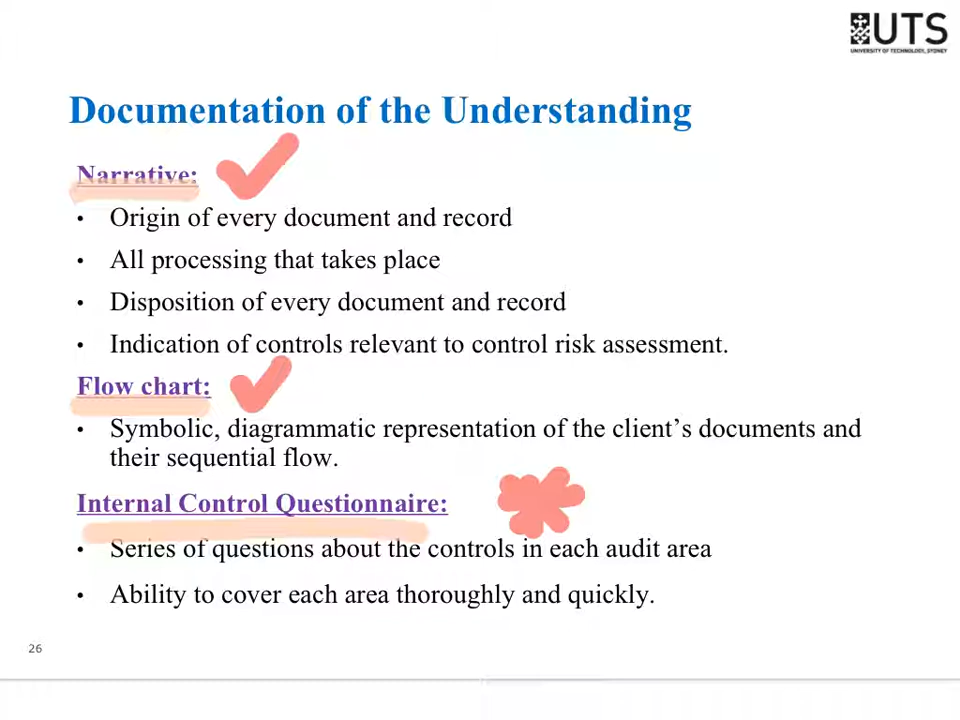 UTS
UNIVERSITY OF TECHNOLOGY, SYDNEY
Documentation of the Understanding
Narrative:
• Origin of every document and record
• All processing that takes place
• Disposition of every document and record
• Indication of controls relevant to control risk assessment.
Flow chart:
• Symbolic, diagrammatic representation of the client’s documents and
their sequential flow.
Internal Control Questionnaire:
• Series of questions about the controls in each audit area
• Ability to cover each area thoroughly and quickly.
26